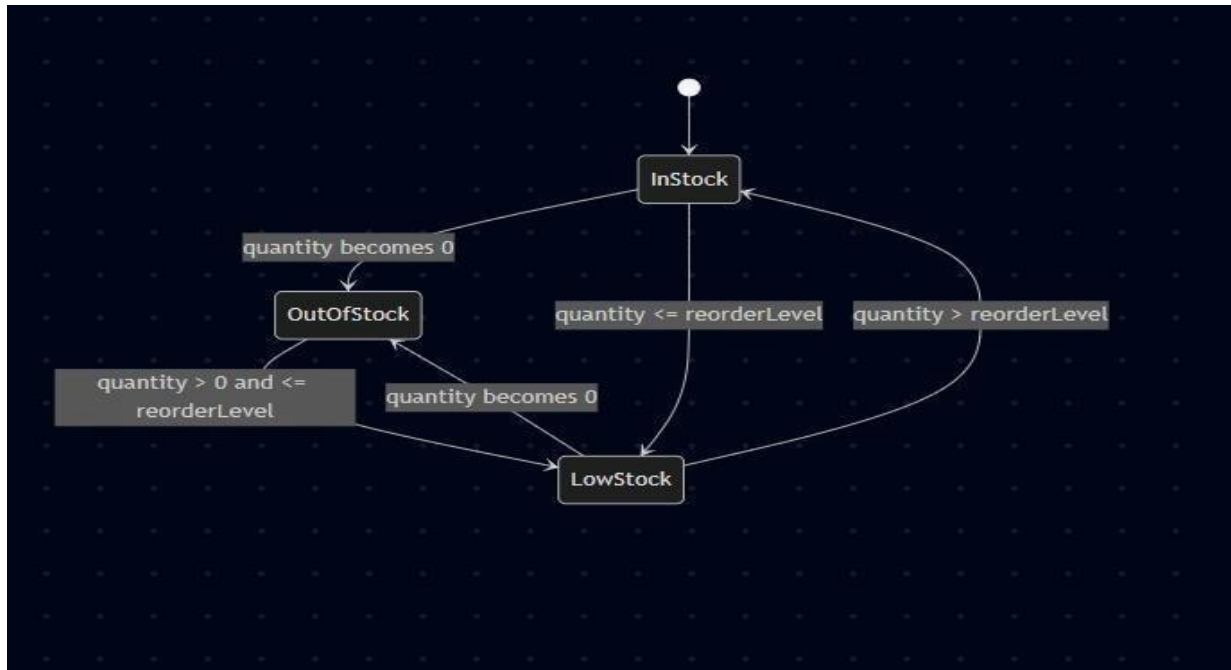 InStock
quantity becomes 0
OutOfStock
quantity <= reorderLevel
quantity > reorderLevel
quantity > 0 and <=
reorderLevel
quantity becomes 0
LowStock